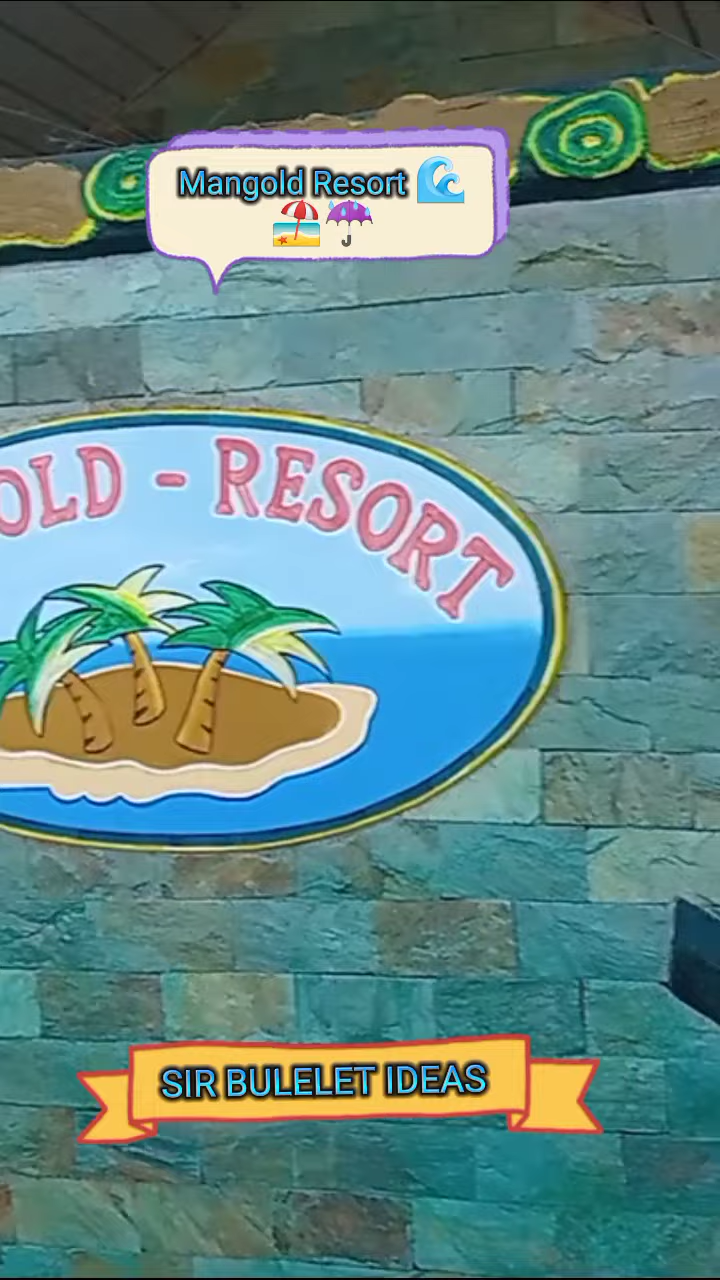 Mangold Resort 🌊
🏖️☔
OLD - RESORT
SIR BULELET IDEAS